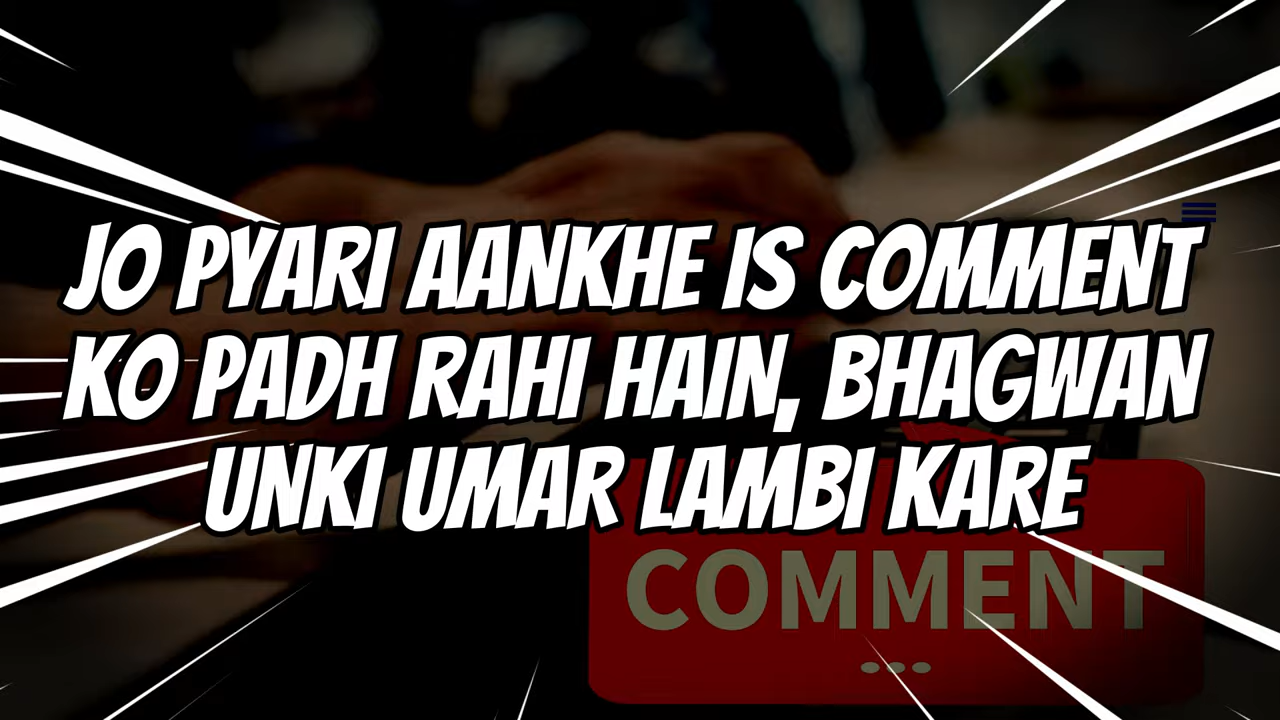 JO PYARI AANKHE IS COMMENT
KO PADH RAHI HAIN, BHAGWAN
UNKI UMAR LAMBI KARE
COMMENT